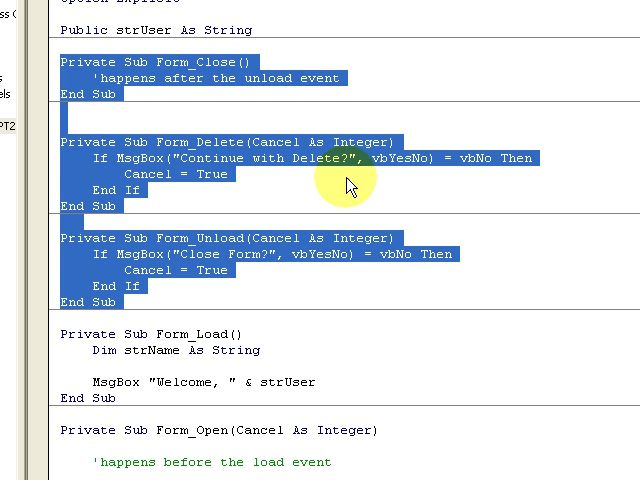 Option Explicit
ss C
Public strUser As String
Private Sub Form_Close()
'happens after the unload event
s
els
End Sub
PT2
Private Sub Form_Delete(Cancel As Integer)
If MsgBox("Continue with Delete?", vbYesNo) = vbNo Then
Cancel = True
End If
End Sub
Private Sub Form_Unload(Cancel As Integer)
If MsgBox("Close Form?", vbYesNo) = vbNo Then
Cancel = True
End If
End Sub
Private Sub Form_Load()
Dim strName As String
MsgBox "Welcome, " & strUser
End Sub
Private Sub Form_Open(Cancel As Integer)
'happens before the load event